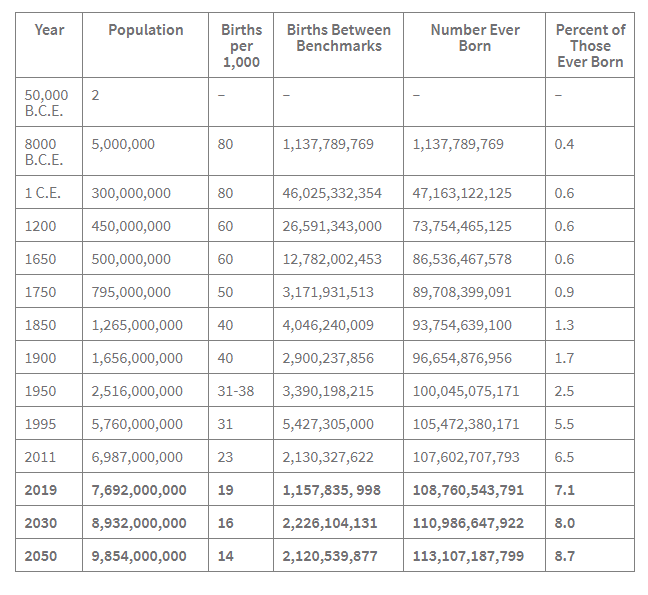 Year Population Births per 1,000 Births Between Benchmarks Number Ever Born Percent of Those Ever Born
50,000 B.C.E. 2 – – – –
8000 B.C.E. 5,000,000 80 1,137,789,769 1,137,789,769 0.4
1 C.E. 300,000,000 80 46,025,332,354 47,163,122,125 0.6
1200 450,000,000 60 26,591,343,000 73,754,465,125 0.6
1650 500,000,000 60 12,782,002,453 86,536,467,578 0.6
1750 795,000,000 50 3,171,931,513 89,708,399,091 0.9
1850 1,265,000,000 40 4,046,240,009 93,754,639,100 1.3
1900 1,656,000,000 40 2,900,237,856 96,654,876,956 1.7
1950 2,516,000,000 31-38 3,390,198,215 100,045,075,171 2.5
1995 5,760,000,000 31 5,427,305,000 105,472,380,171 5.5
2011 6,987,000,000 23 2,130,327,622 107,602,707,793 6.5
2019 7,692,000,000 19 1,157,835, 998 108,760,543,791 7.1
2030 8,932,000,000 16 2,226,104,131 110,986,647,922 8.0
2050 9,854,000,000 14 2,120,539,877 113,107,187,799 8.7